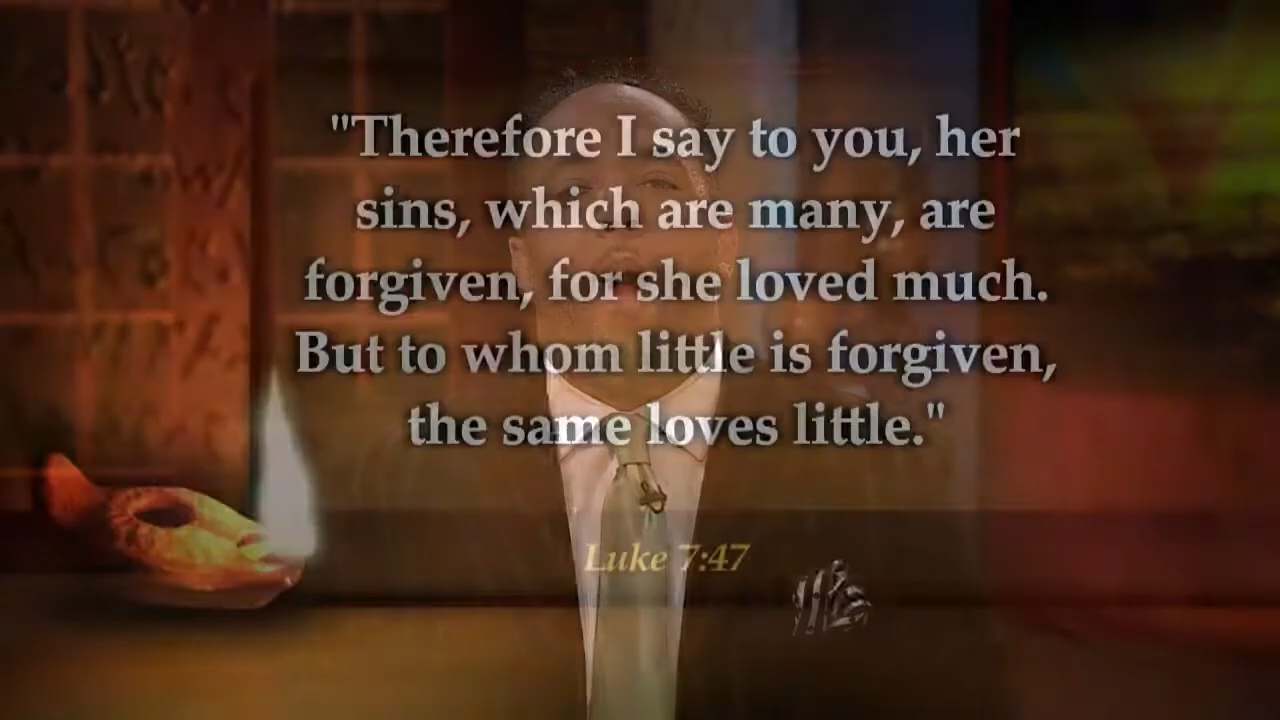 "Therefore I say to you, her
sins, which are many, are
forgiven, for she loved much.
But to whom little is forgiven,
the same loves little."
Luke 7:47